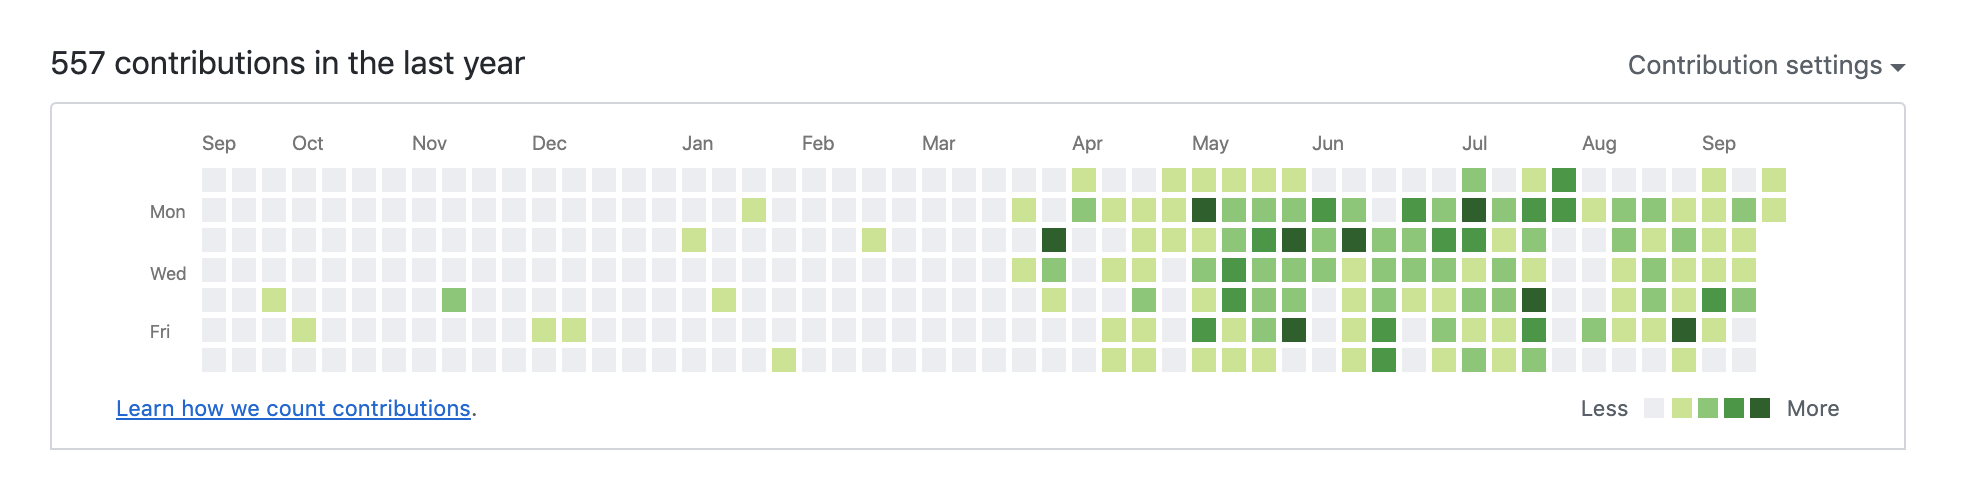 557 contributions in the last year
Contribution settings
Sep Oct Nov Dec Jan Feb Mar Apr May Jun Jul Aug Sep
Mon
Wed
Fri
Learn how we count contributions.
Less More